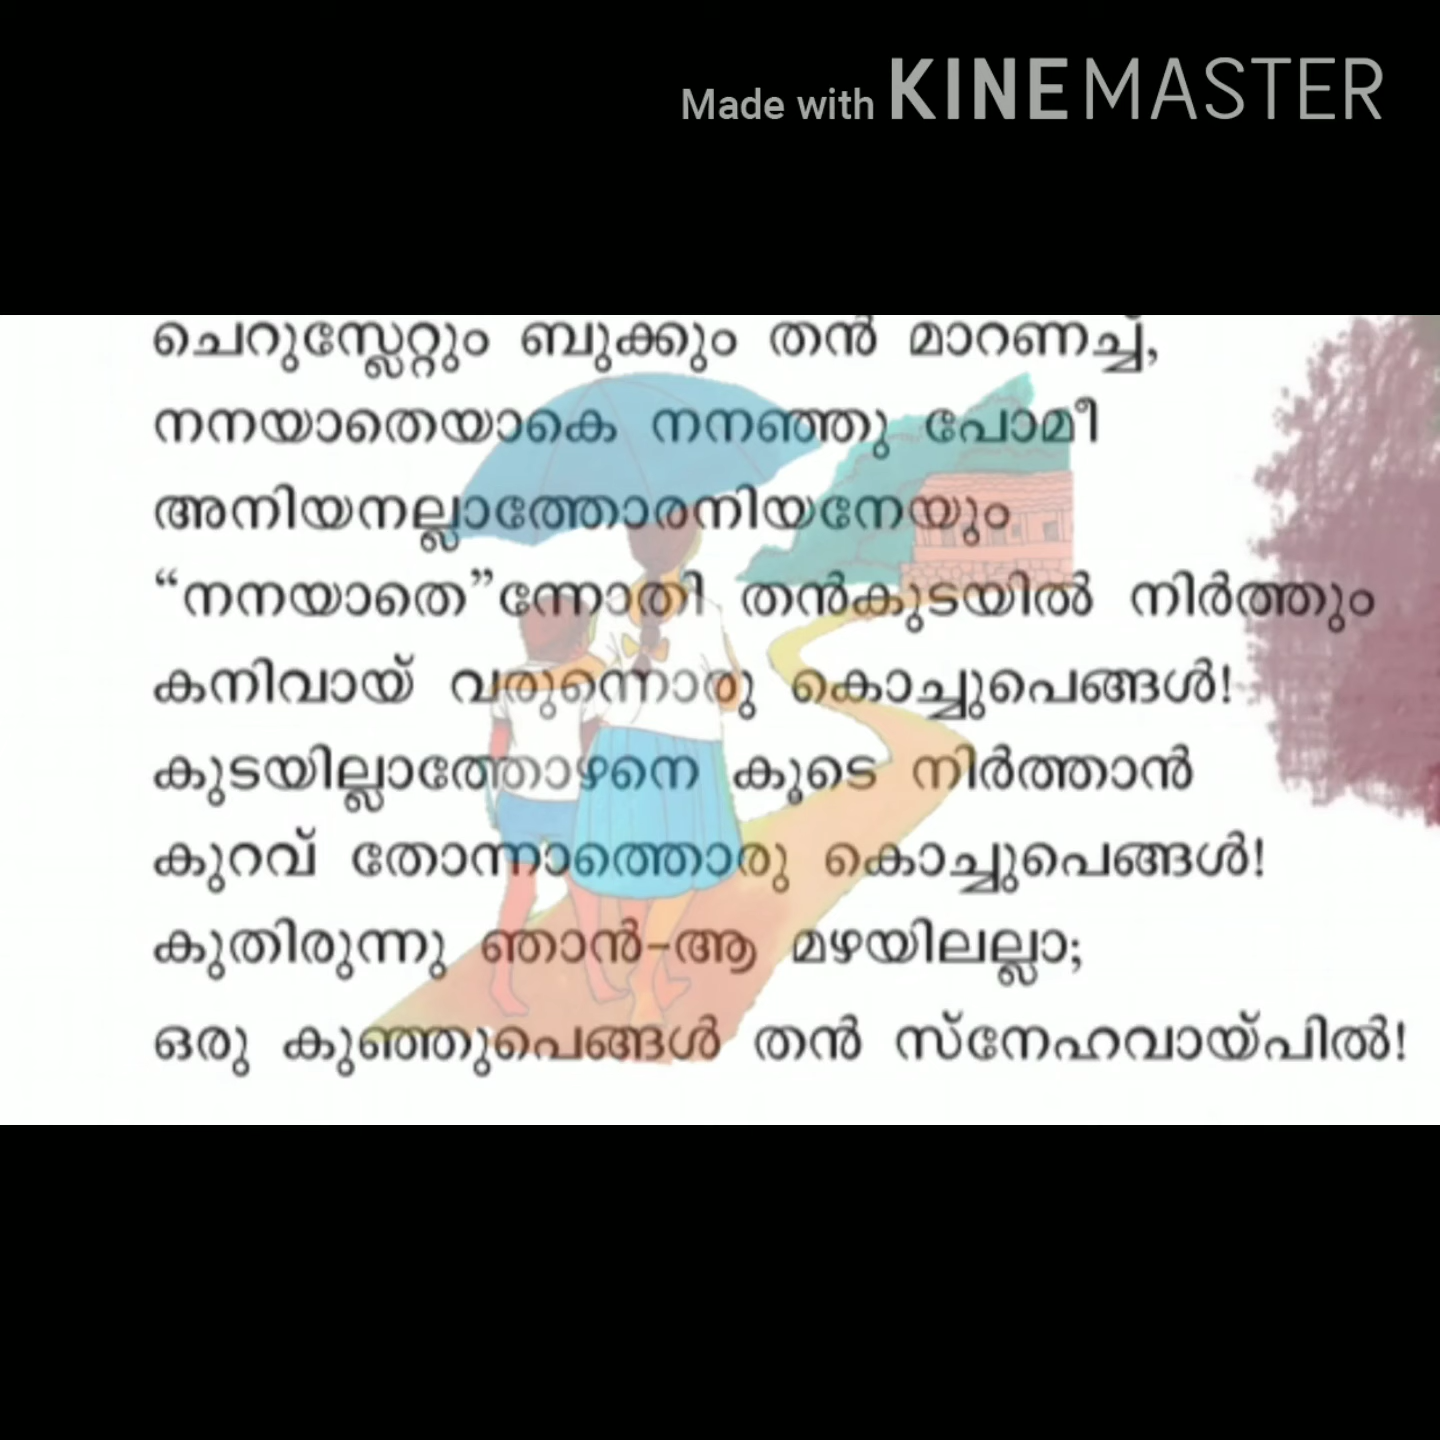 Made with KINEMASTER
ചെറുസ്ലേറ്റും ബുക്കും തൻ മാറണച്ച്,
നനയാതെയാകെ നനഞ്ഞു പോമീ
അനിയനല്ലാത്തോരനിയനേയും
“നനയാതെ”ന്നോതി തൻകുടയിൽ നിർത്തും
കനിവായ് വരുന്നൊരു കൊച്ചുപെങ്ങൾ!
കുടയില്ലാത്തോഴനെ കൂടെ നിർത്താൻ
കുറവ് തോന്നാത്തൊരു കൊച്ചുപെങ്ങൾ!
കുതിരുന്നു ഞാൻ-ആ മഴയിലല്ലാ;
ഒരു കുഞ്ഞുപെങ്ങൾ തൻ സ്നേഹവായ്പിൽ!